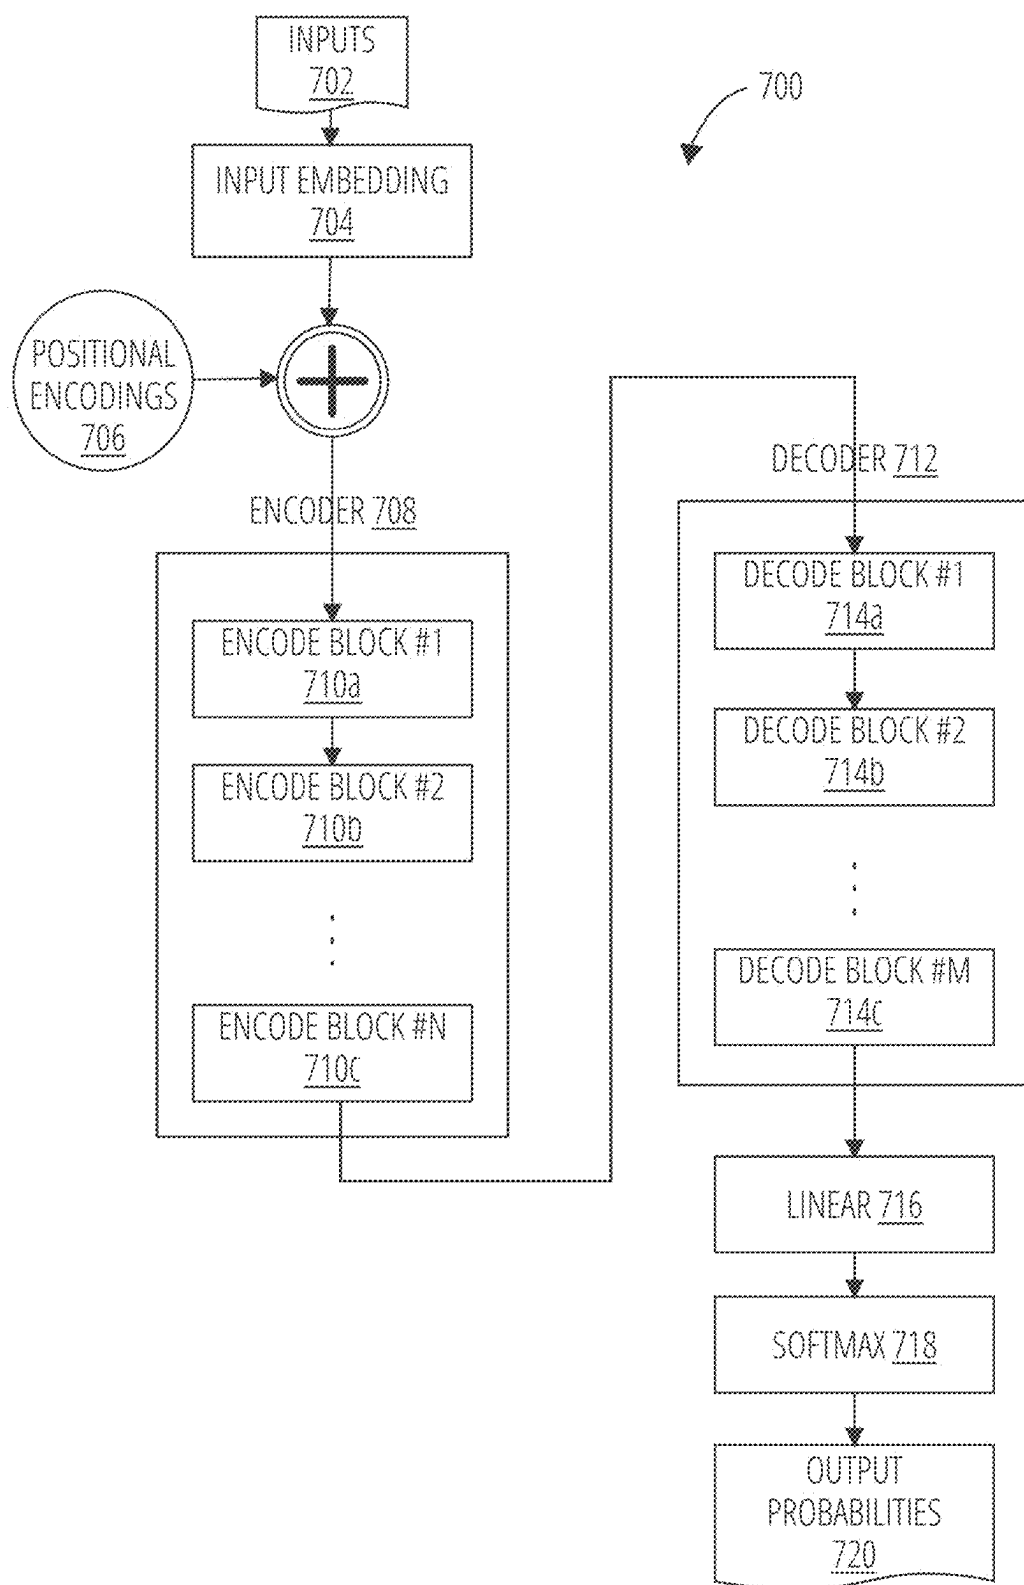 INPUTS
702
700
INPUT EMBEDDING
704
POSITIONAL
ENCODINGS
706
ENCODER 708
ENCODE BLOCK #1
710a
ENCODE BLOCK #2
710b
ENCODE BLOCK #N
710c
DECODER 712
DECODE BLOCK #1
714a
DECODE BLOCK #2
714b
DECODE BLOCK #M
714c
LINEAR 716
SOFTMAX 718
OUTPUT
PROBABILITIES
720